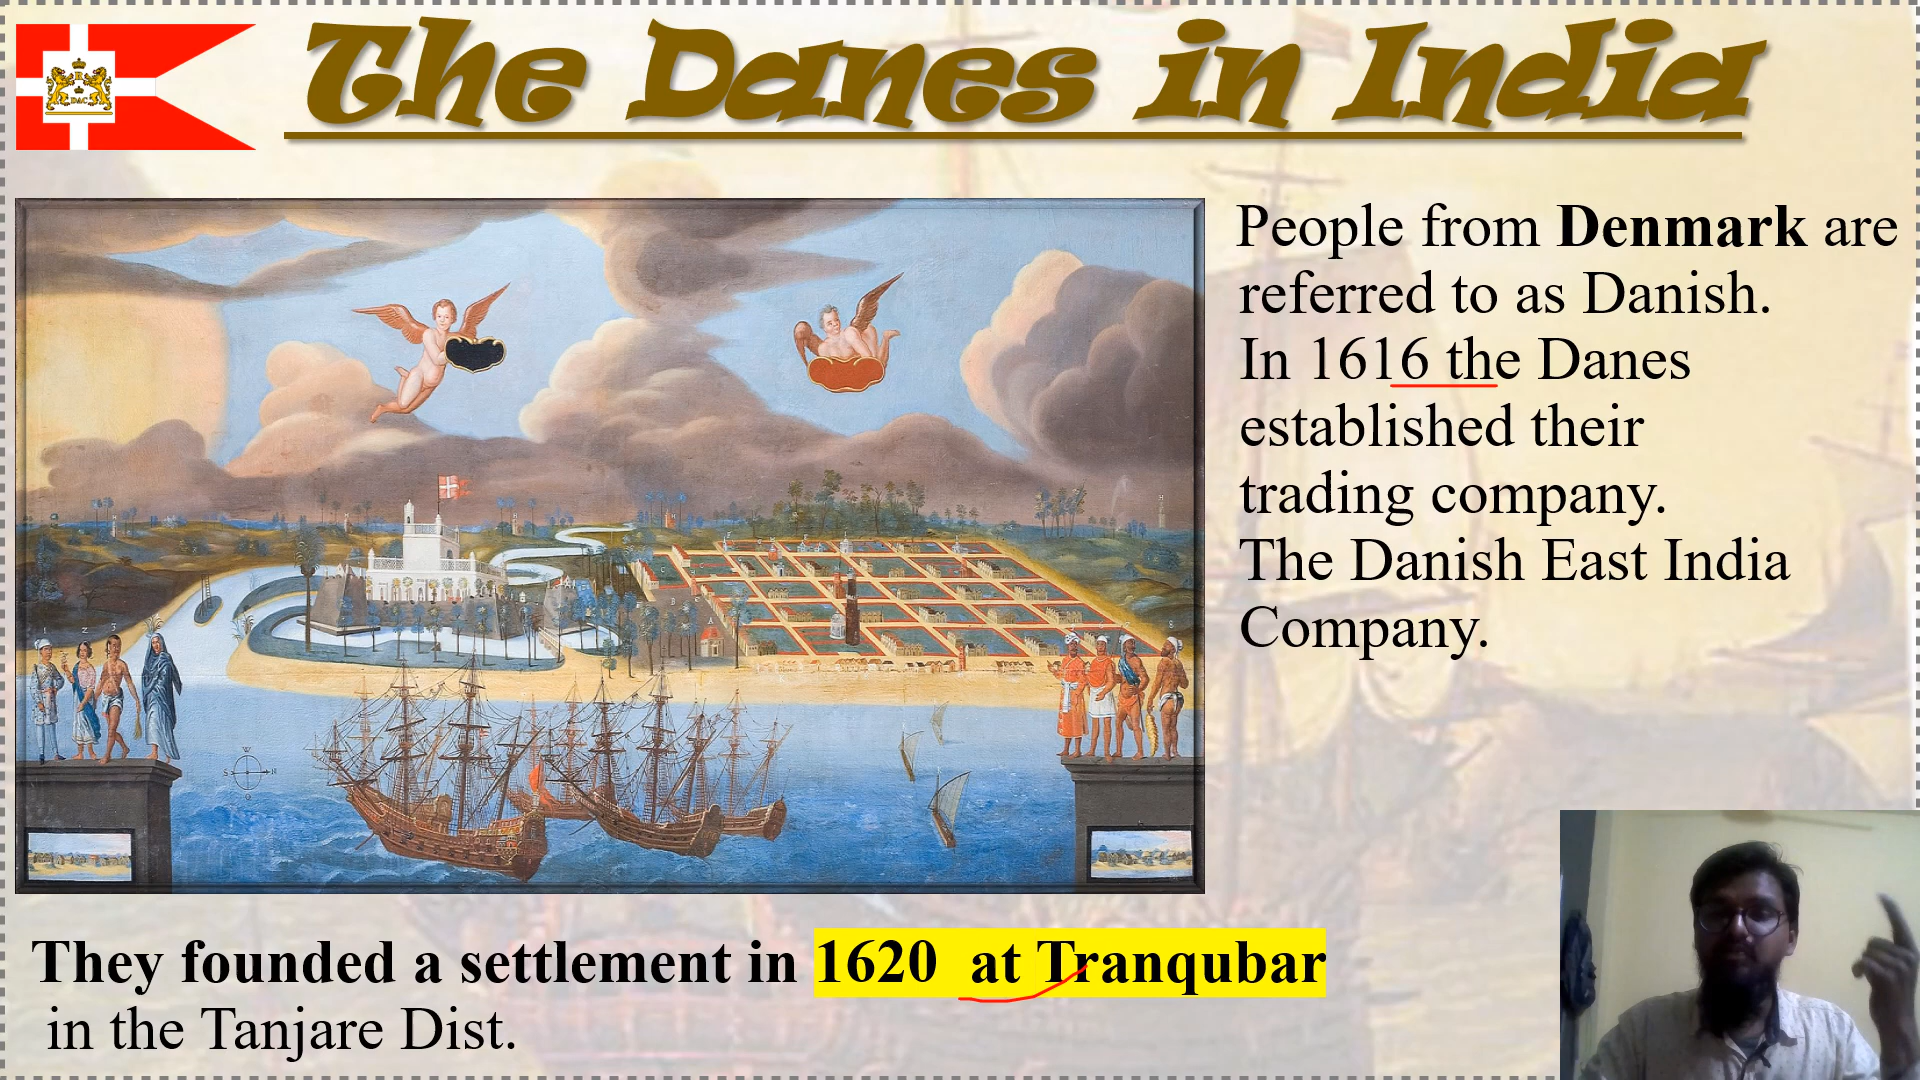 The Danes in India
R
DAC
People from Denmark are
referred to as Danish.
In 1616 the Danes
established their
trading company.
The Danish East India
Company.
They founded a settlement in 1620 at Tranqubar
in the Tanjare Dist.